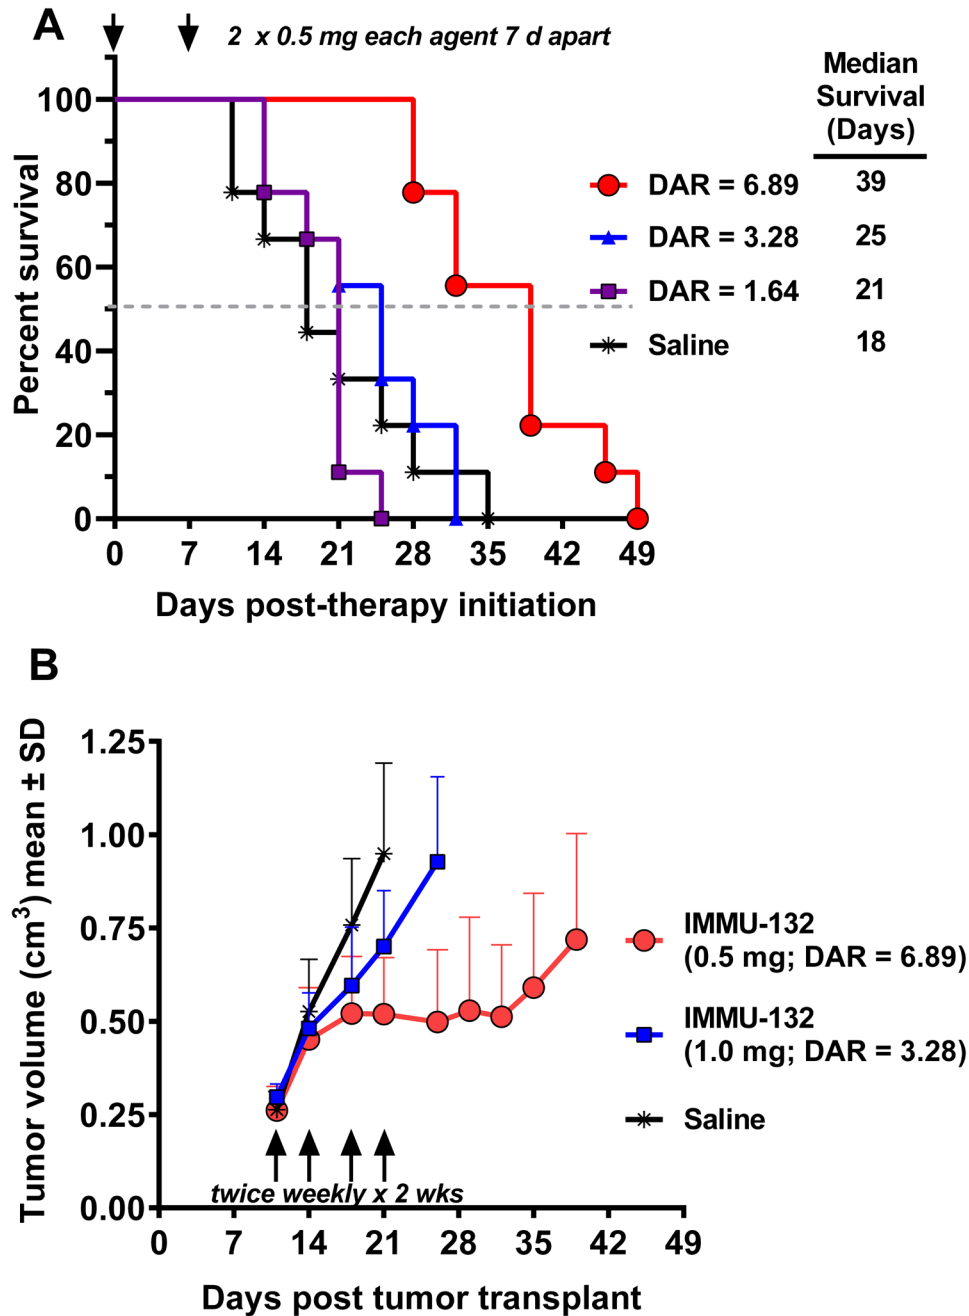 A
2 x 0.5 mg each agent 7 d apart
Median
Survival
(Days)
100
80
60
40
20
0
Percent survival
DAR = 6.89 39
DAR = 3.28 25
DAR = 1.64 21
Saline 18
0 7 14 21 28 35 42 49
Days post-therapy initiation
B
1.25
1.00
0.75
0.50
0.25
0.00
Tumor volume (cm³) mean ± SD
IMMU-132
(0.5 mg; DAR = 6.89)
IMMU-132
(1.0 mg; DAR = 3.28)
Saline
twice weekly x 2 wks
0 7 14 21 28 35 42 49
Days post tumor transplant